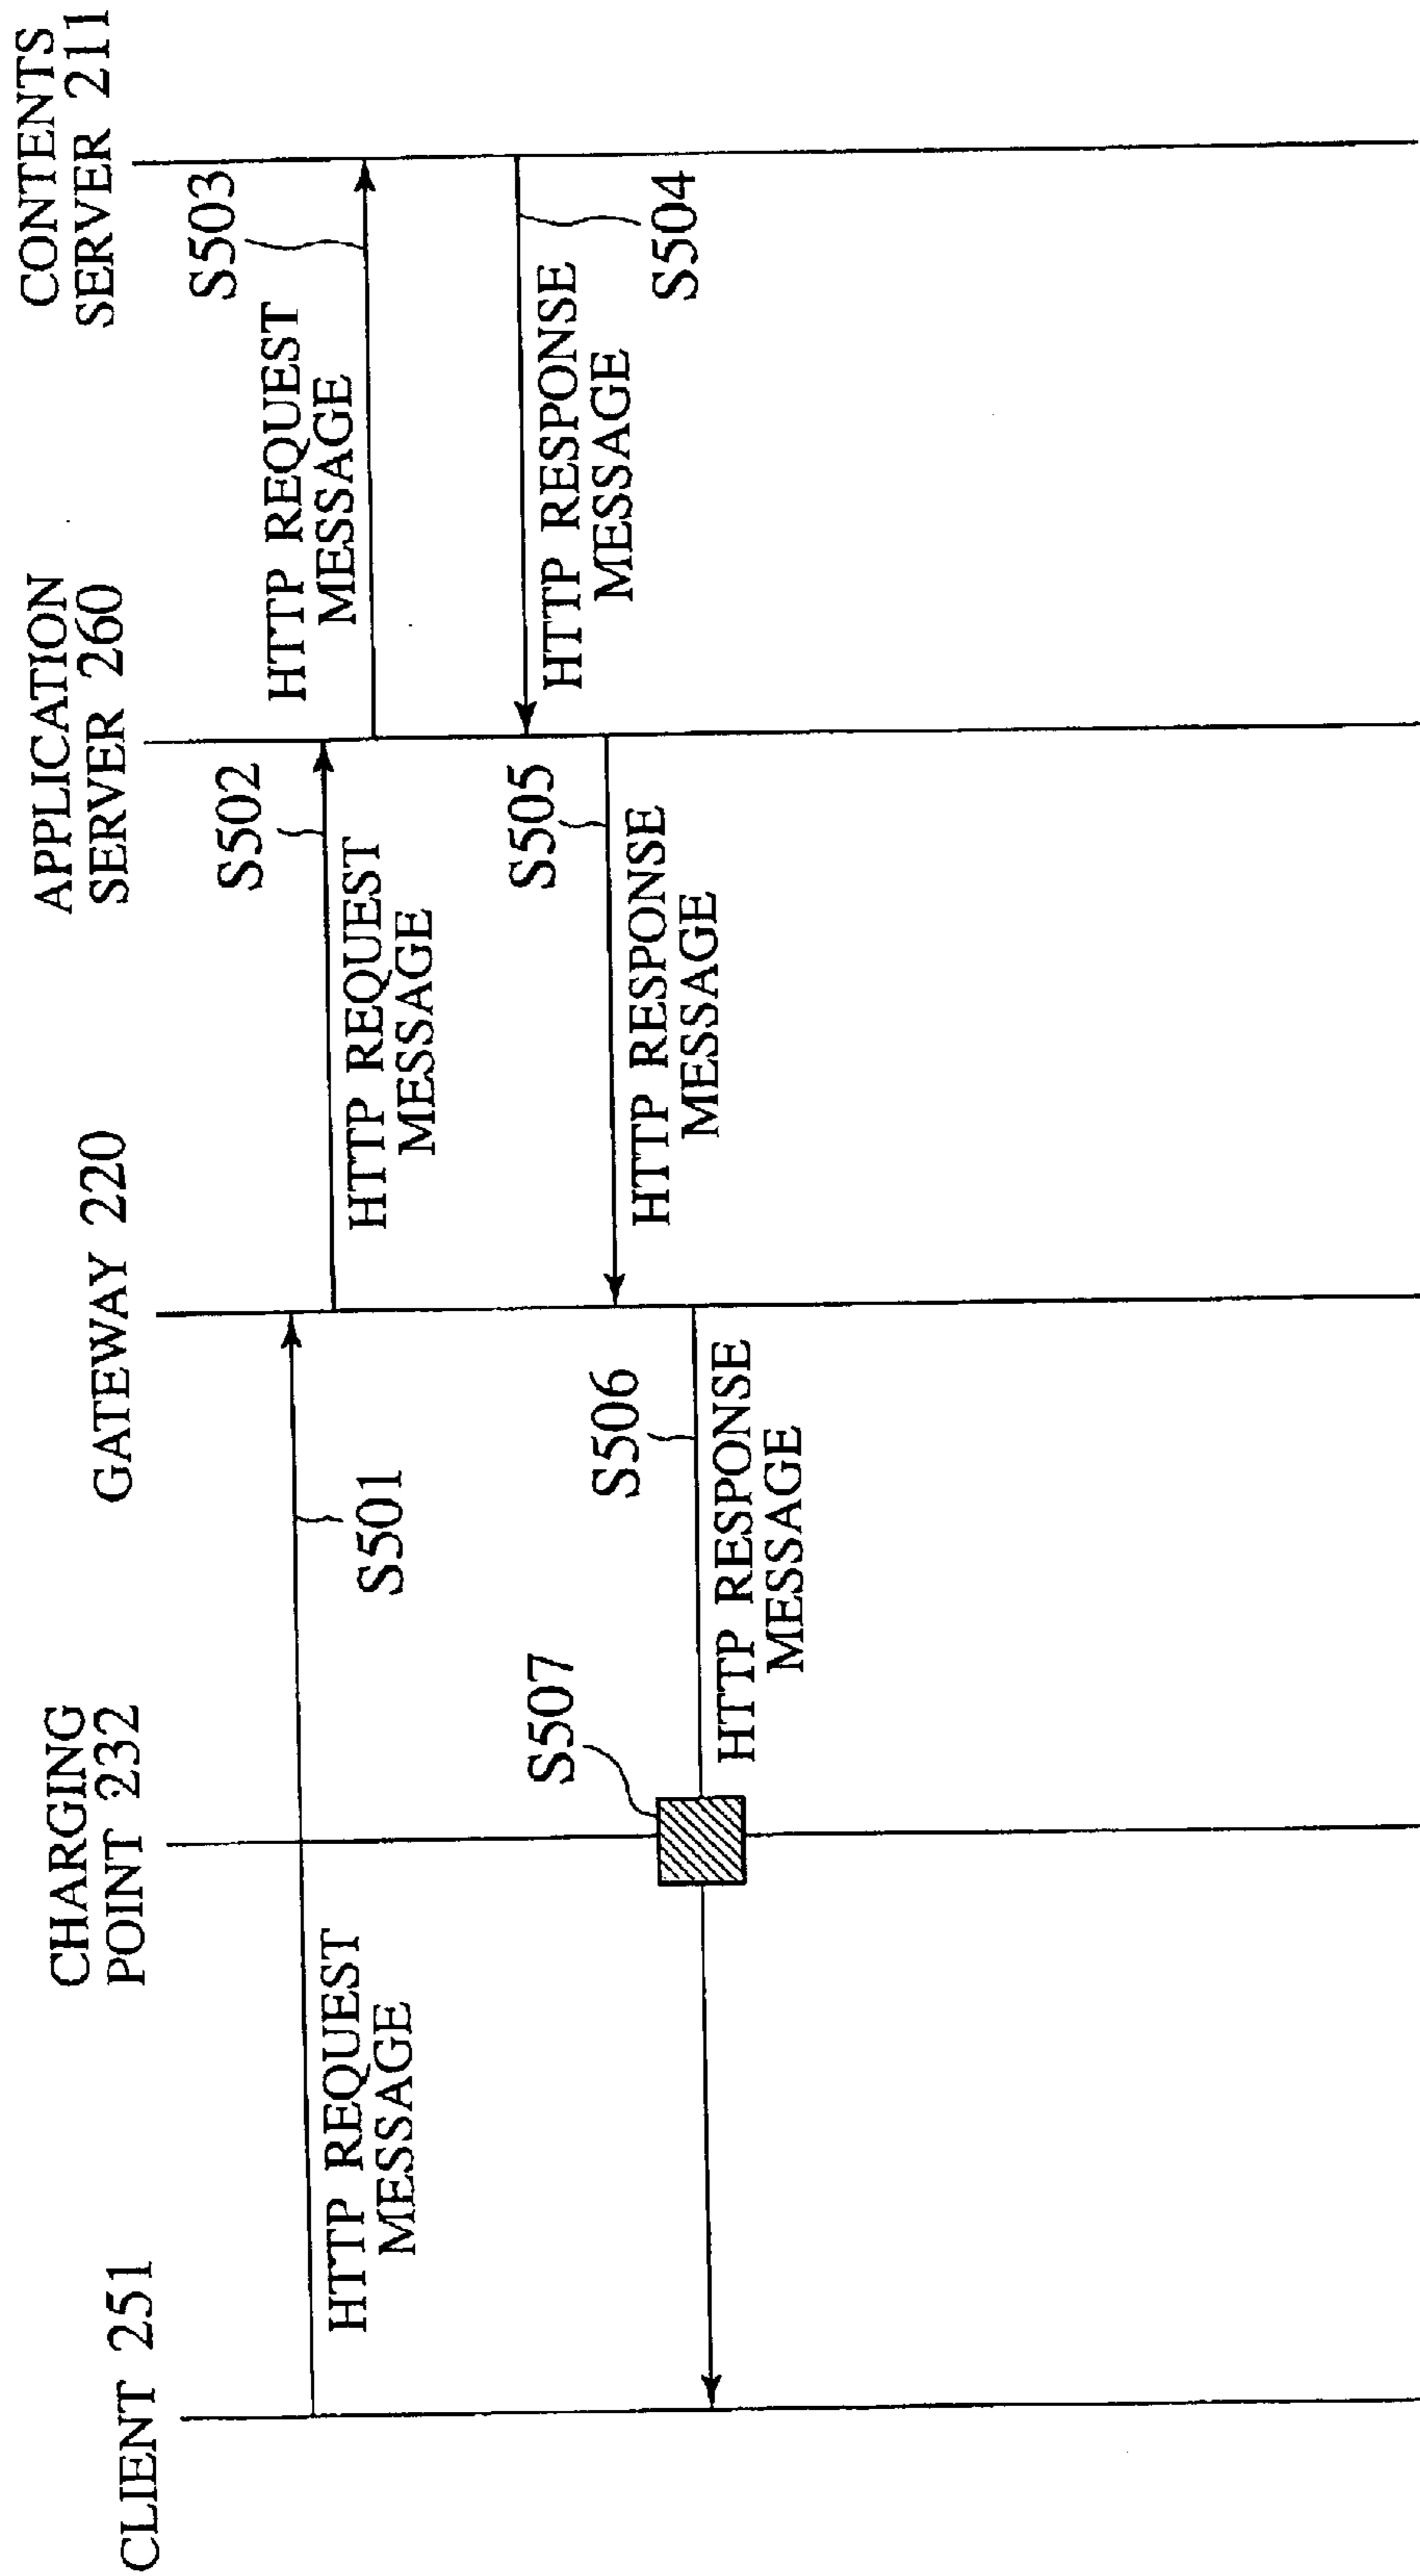 CLIENT 251
CHARGING
POINT 232
GATEWAY 220
APPLICATION
SERVER 260
CONTENTS
SERVER 211
HTTP REQUEST
MESSAGE
S501
S502
HTTP REQUEST
MESSAGE
S503
HTTP REQUEST
MESSAGE
HTTP RESPONSE
MESSAGE
S504
S505
HTTP RESPONSE
MESSAGE
S506
HTTP RESPONSE
MESSAGE
S507